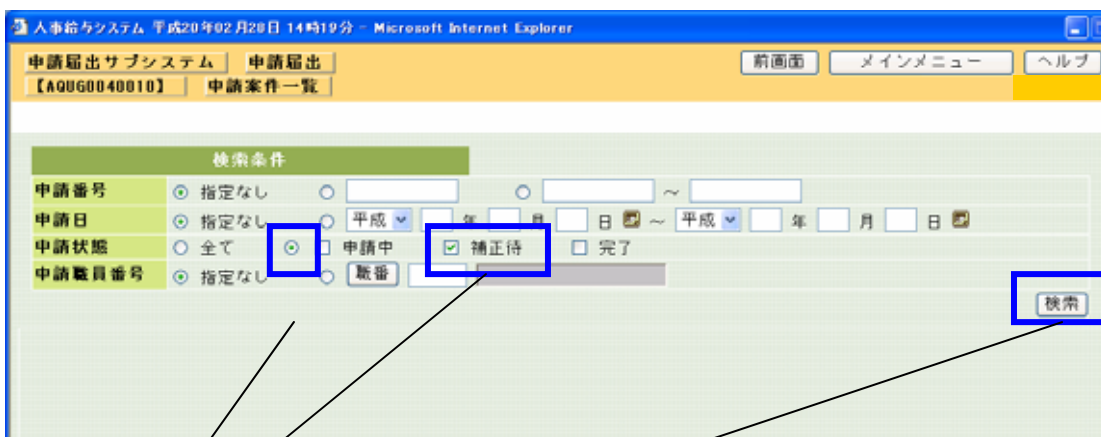 人事給与システム 平成20年02月28日 14時19分 - Microsoft Internet Explorer
申請届出サブシステム 申請届出 前画面 メインメニュー ヘルプ
【AQUG0040010】 申請案件一覧
検索条件
申請番号 指定なし ～
申請日 指定なし 平成 年 月 日 ～ 平成 年 月 日
申請状態 全て 申請中 補正待 完了
申請職員番号 指定なし 職番
検索